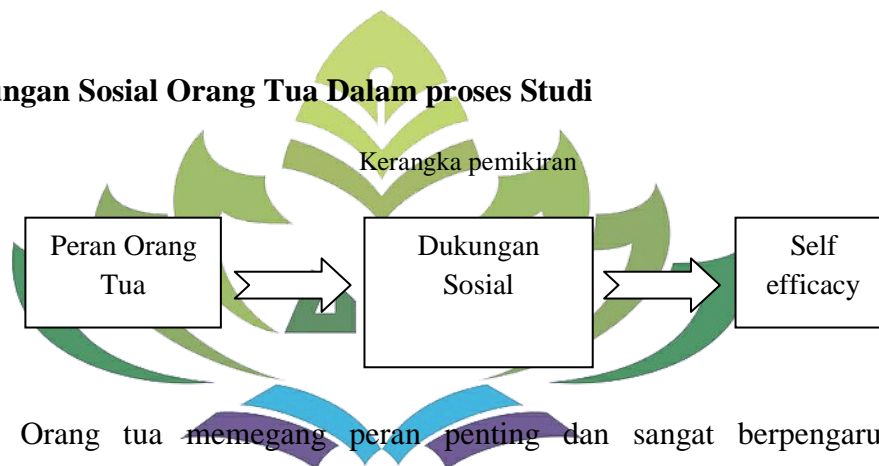 ungan Sosial Orang Tua Dalam proses Studi
Kerangka pemikiran
Peran Orang
Tua
Dukungan
Sosial
Self
efficacy
Orang tua memegang peran penting dan sangat berpengaru